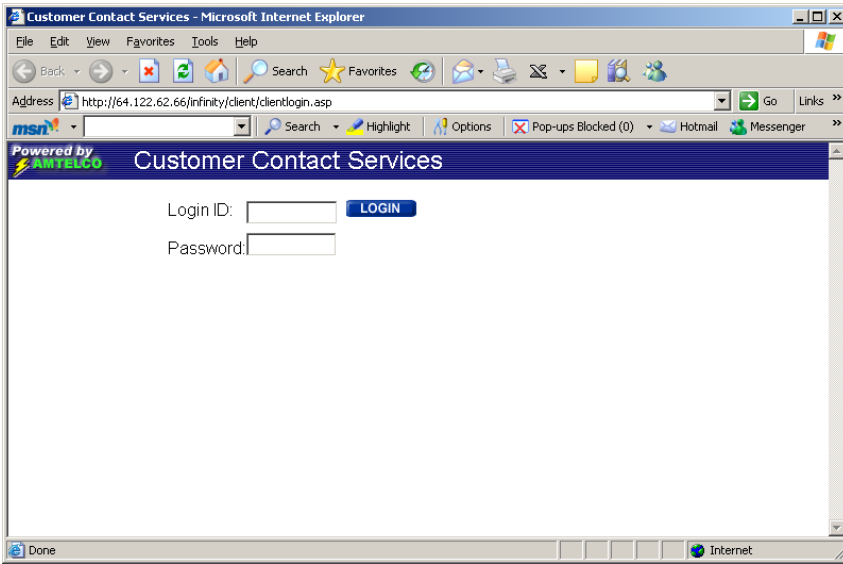 Customer Contact Services - Microsoft Internet Explorer
File Edit View Favorites Tools Help
Back Search Favorites
Address http://64.122.62.66/infinity/client/clientlogin.asp Go Links »
msn Search Highlight Options Pop-ups Blocked (0) Hotmail Messenger »
Powered by
AMTELCO
Customer Contact Services
Login ID: LOGIN
Password:
Done Internet